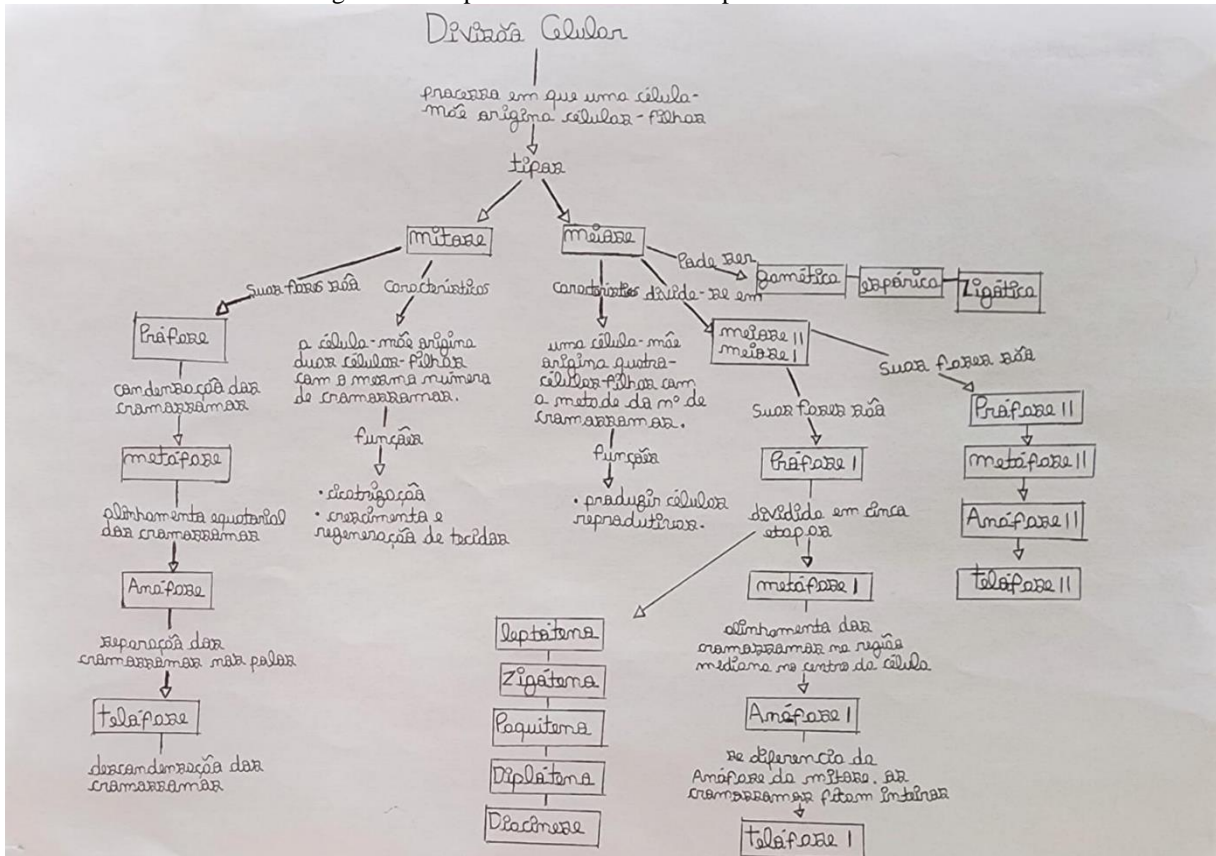 Divisão Celular
processo em que uma célula-
mãe origina células-filhas
tipos
mitose
meiose
Pode ser
gamética
espórica
Zigótica
Suas fases são
Características
Características
divide-se em
Prófase
condensação dos
cromossomos
metáfase
alinhamento equatorial
dos cromossomos
Anáfase
separação dos
cromossomos nos polos
telófase
descondensação dos
cromossomos
a célula-mãe origina
duas células-filhas
com o mesmo número
de cromossomos.
funções
• cicatrização
• crescimento e
regeneração de tecidos
uma célula-mãe
origina quatro
células-filhas com
a metade do nº de
cromossomos.
funções
• produzir células
reprodutivas.
meiose II
meiose I
Suas fases são
Prófase I
dividida em cinco
etapas
leptótena
Zigótena
Paquitena
Diplótena
Diacinese
metáfase I
alinhamento dos
cromossomos na região
mediana no centro da célula
Anáfase I
se diferencia da
Anáfase da mitose. os
cromossomos ficam inteiros
telófase I
Suas fases são
Prófase II
metáfase II
Anáfase II
telófase II